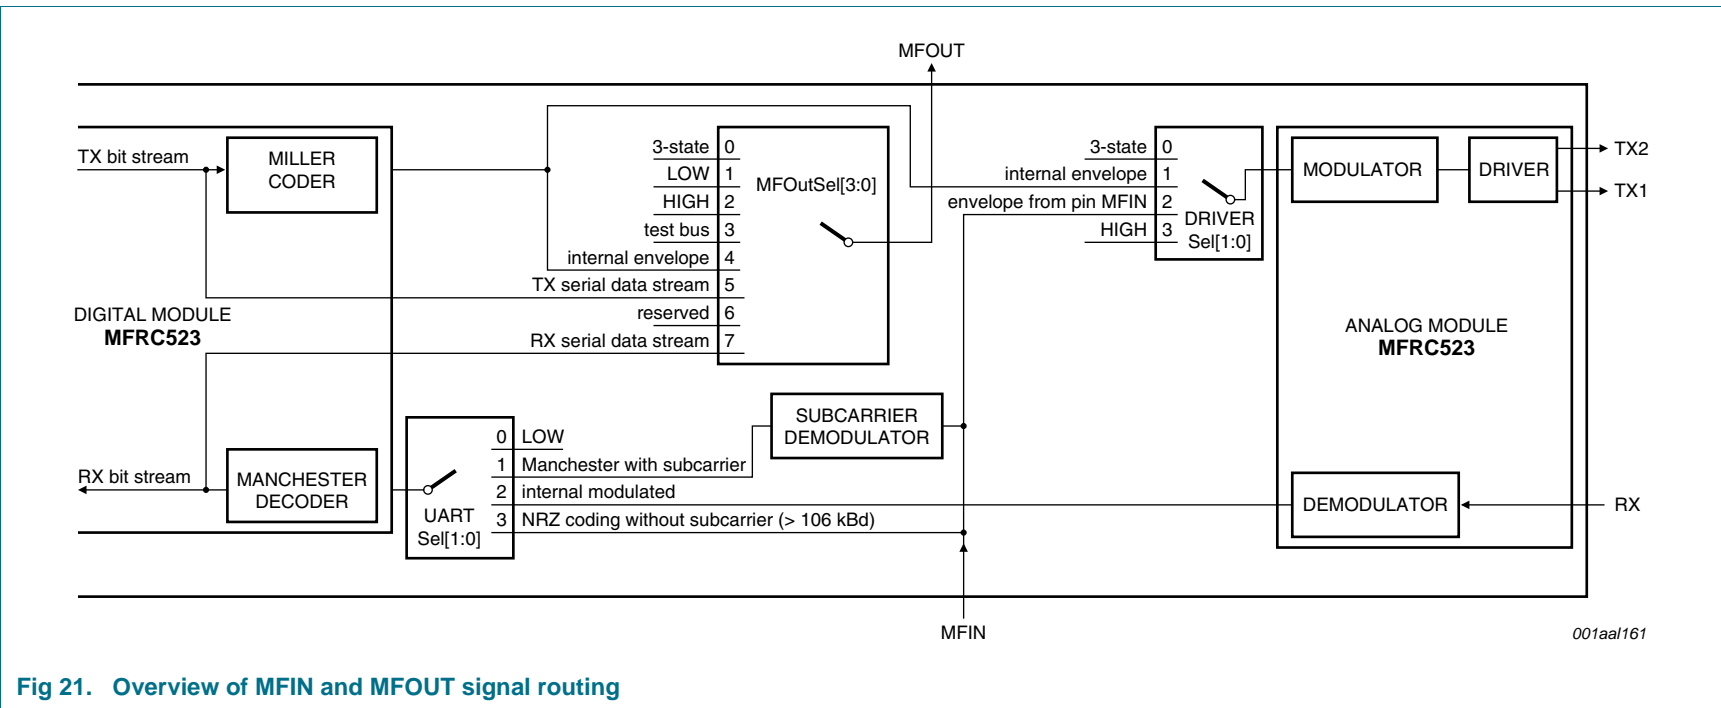 MFOUT
TX bit stream
MILLER
CODER
3-state 0
LOW 1
HIGH 2
test bus 3
internal envelope 4
TX serial data stream 5
reserved 6
RX serial data stream 7
MFOutSel[3:0]
3-state 0
internal envelope 1
envelope from pin MFIN 2
HIGH 3
DRIVER
Sel[1:0]
MODULATOR
DRIVER
TX2
TX1
DIGITAL MODULE
MFRC523
ANALOG MODULE
MFRC523
SUBCARRIER
DEMODULATOR
RX bit stream
MANCHESTER
DECODER
UART
Sel[1:0]
0 LOW
1 Manchester with subcarrier
2 internal modulated
3 NRZ coding without subcarrier (> 106 kBd)
DEMODULATOR
RX
MFIN
001aal161
Fig 21. Overview of MFIN and MFOUT signal routing